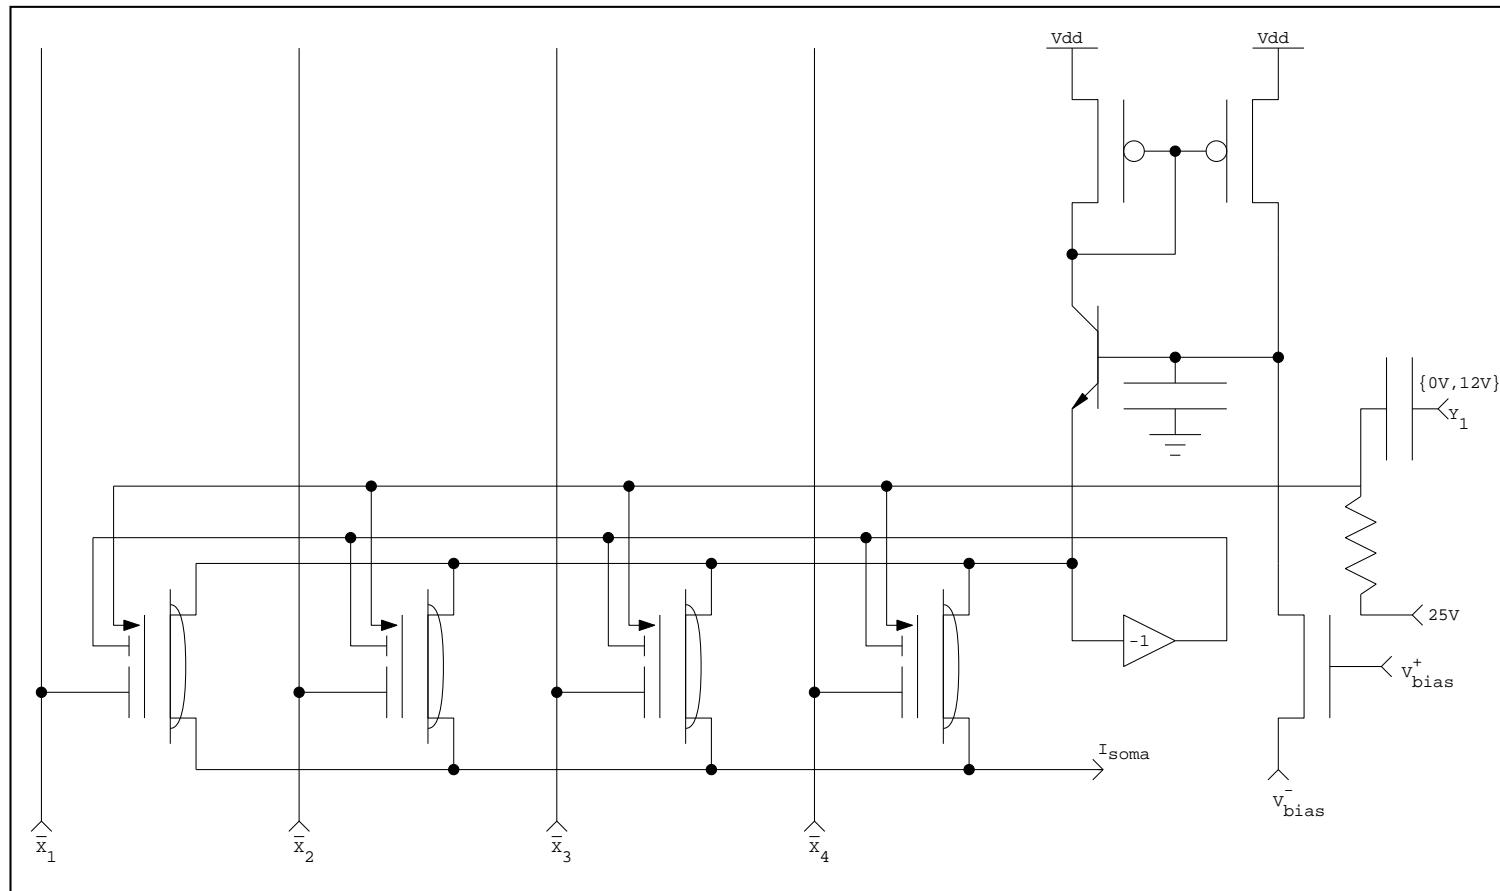 Vdd
Vdd
{0V,12V}
Y1
-1
25V
V+bias
Isoma
V-bias
x̅1
x̅2
x̅3
x̅4